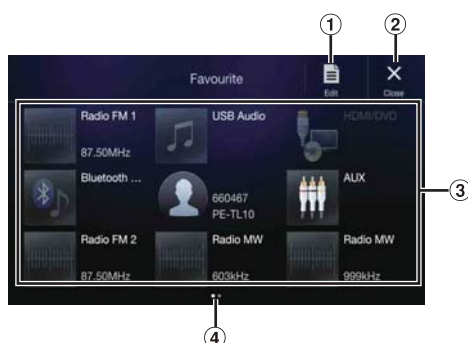 1
2
Favourite
Edit
Close
Radio FM 1
87.50MHz
USB Audio
HDMI/DVD
Bluetooth ...
660467
PE-TL10
AUX
3
Radio FM 2
87.50MHz
Radio MW
603kHz
Radio MW
999kHz
4